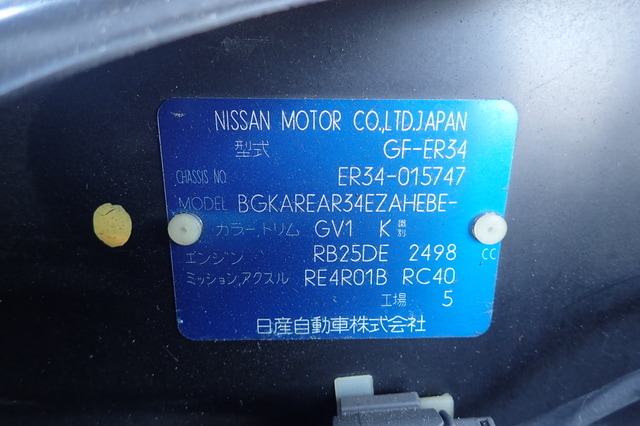 NISSAN MOTOR CO.,LTD.JAPAN
型式 GF-ER34
CHASSIS NO. ER34-015747
MODEL BGKAREAR34EZAHEBE-
カラー,トリム GV1 K 識別
エンジン RB25DE 2498 CC
ミッション,アクスル RE4R01B RC40
工場 5
日産自動車株式会社